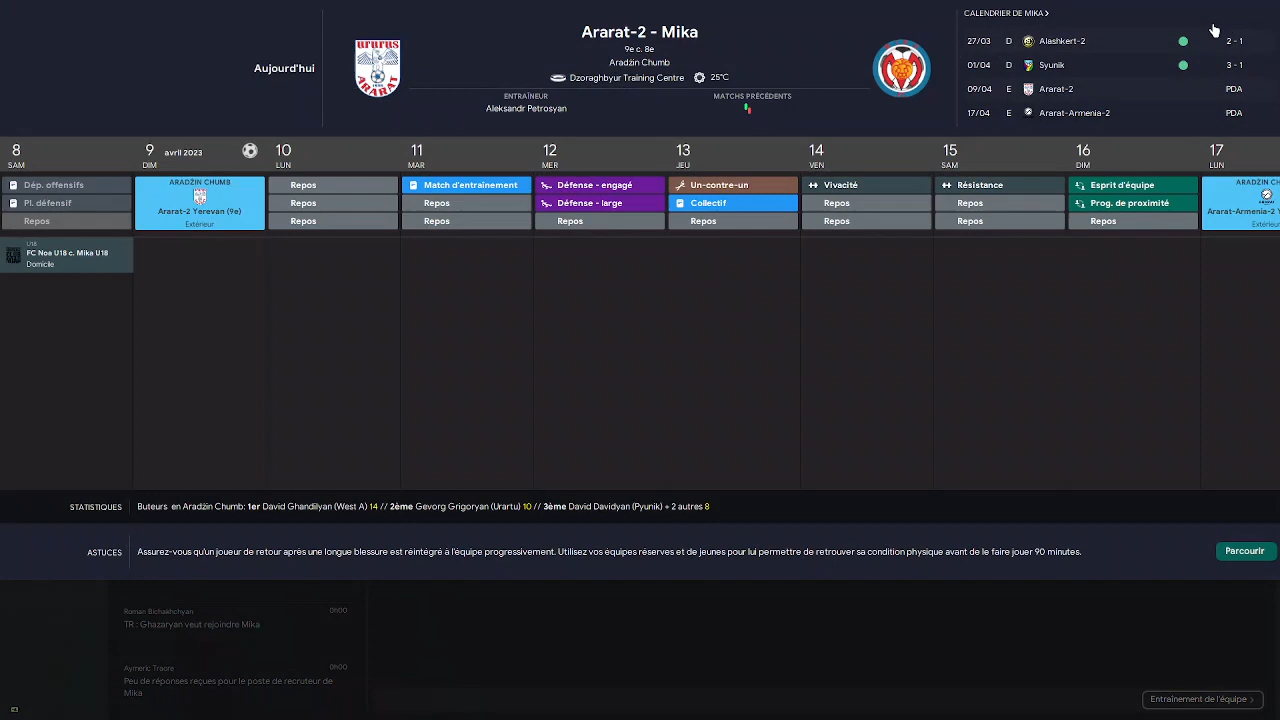 Ararat-2 - Mika
9e c. 8e
Aradžin Chumb
Dzoraghbyur Training Centre 25°C
ENTRAÎNEUR
Aleksandr Petrosyan
MATCHS PRÉCÉDENTS
Aujourd'hui
CALENDRIER DE MIKA
27/03 D Alashkert-2 2 - 1
01/04 D Syunik 3 - 1
09/04 E Ararat-2 PDA
17/04 E Ararat-Armenia-2 PDA
8 9 avril 2023 10 11 12 13 14 15 16 17
SAM DIM LUN MAR MER JEU VEN SAM DIM LUN
Dép. offensifs ARADŽIN CHUMB Repos Match d'entraînement Défense - engagé Un-contre-un Vivacité Résistance Esprit d'équipe ARADŽIN CH
Pl. défensif Repos Repos Défense - large Collectif Repos Repos Prog. de proximité
Ararat-2 Yerevan (9e) Ararat-Armenia-2 Y
Repos Extérieur Repos Repos Repos Repos Repos Repos Repos Extérieur
U18
FC Noa U18 c. Mika U18
Domicile
STATISTIQUES Buteurs en Aradžin Chumb: 1er David Ghandilyan (West A) 14 // 2ème Gevorg Grigoryan (Urartu) 10 // 3ème David Davidyan (Pyunik) + 2 autres 8
ASTUCES Assurez-vous qu'un joueur de retour après une longue blessure est réintégré à l'équipe progressivement. Utilisez vos équipes réserves et de jeunes pour lui permettre de retrouver sa condition physique avant de le faire jouer 90 minutes. Parcourir
Roman Bichakhchyan 0h00
TR : Ghazaryan veut rejoindre Mika
Aymeric Traore 0h00
Peu de réponses reçues pour le poste de recruteur de
Mika
Entraînement de l'équipe